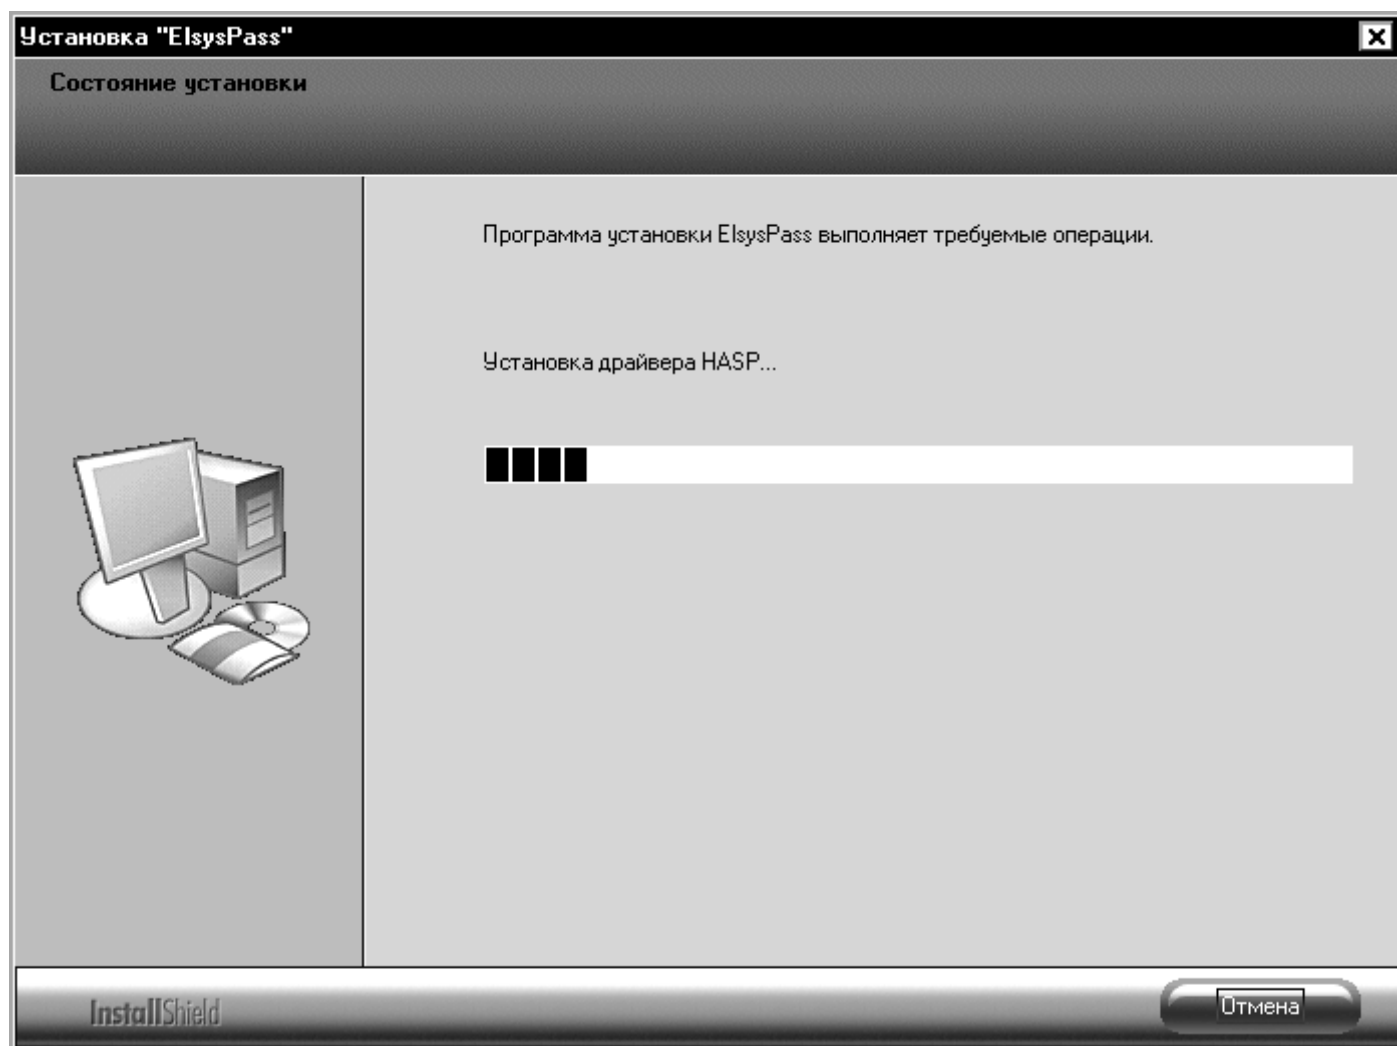 Установка "ElsysPass"
Состояние установки
Программа установки ElsysPass выполняет требуемые операции.
Установка драйвера HASP...
InstallShield
Отмена